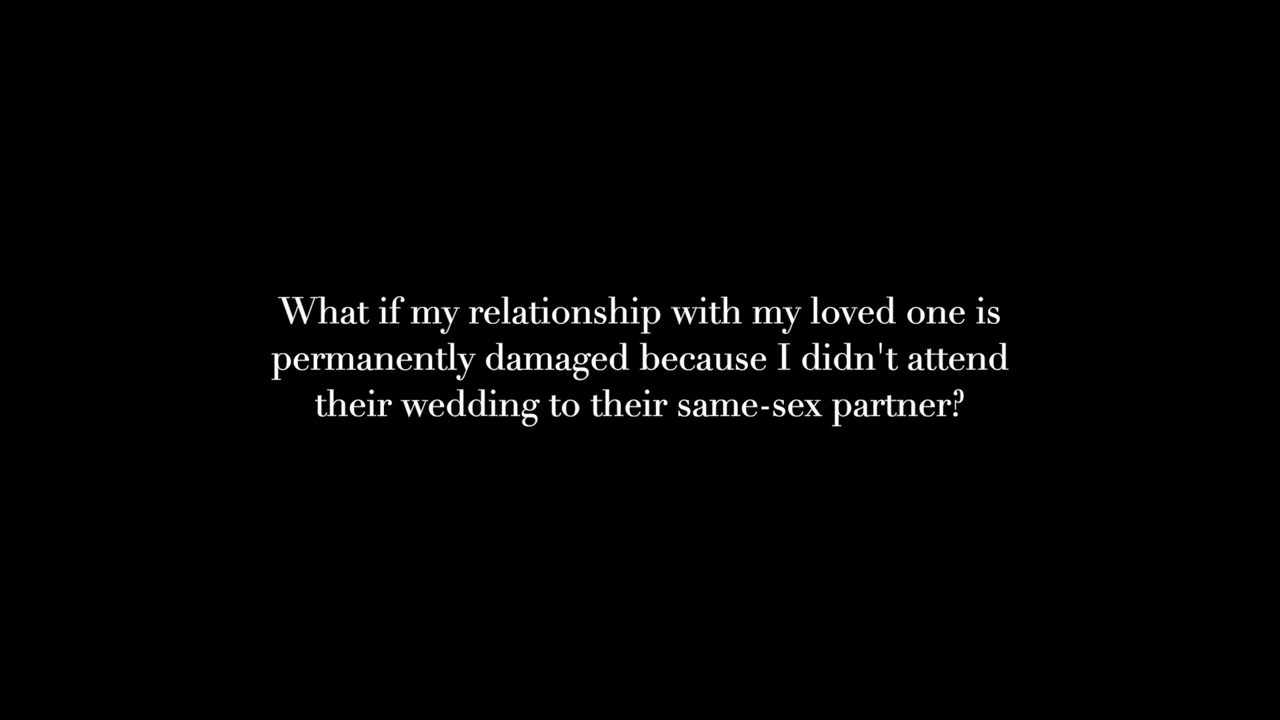 What if my relationship with my loved one is
permanently damaged because I didn't attend
their wedding to their same-sex partner?